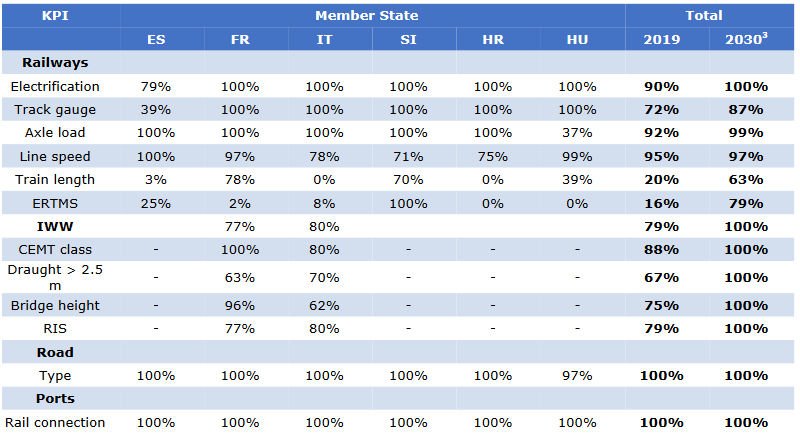 KPI Member State Total
ES FR IT SI HR HU 2019 2030³
Railways
Electrification 79% 100% 100% 100% 100% 100% 90% 100%
Track gauge 39% 100% 100% 100% 100% 100% 72% 87%
Axle load 100% 100% 100% 100% 100% 37% 92% 99%
Line speed 100% 97% 78% 71% 75% 99% 95% 97%
Train length 3% 78% 0% 70% 0% 39% 20% 63%
ERTMS 25% 2% 8% 100% 0% 0% 16% 79%
IWW 77% 80% 79% 100%
CEMT class - 100% 80% - - - 88% 100%
Draught > 2.5
m - 63% 70% - - - 67% 100%
Bridge height - 96% 62% - - - 75% 100%
RIS - 77% 80% - - - 79% 100%
Road
Type 100% 100% 100% 100% 100% 97% 100% 100%
Ports
Rail connection 100% 100% 100% 100% 100% 100% 100% 100%